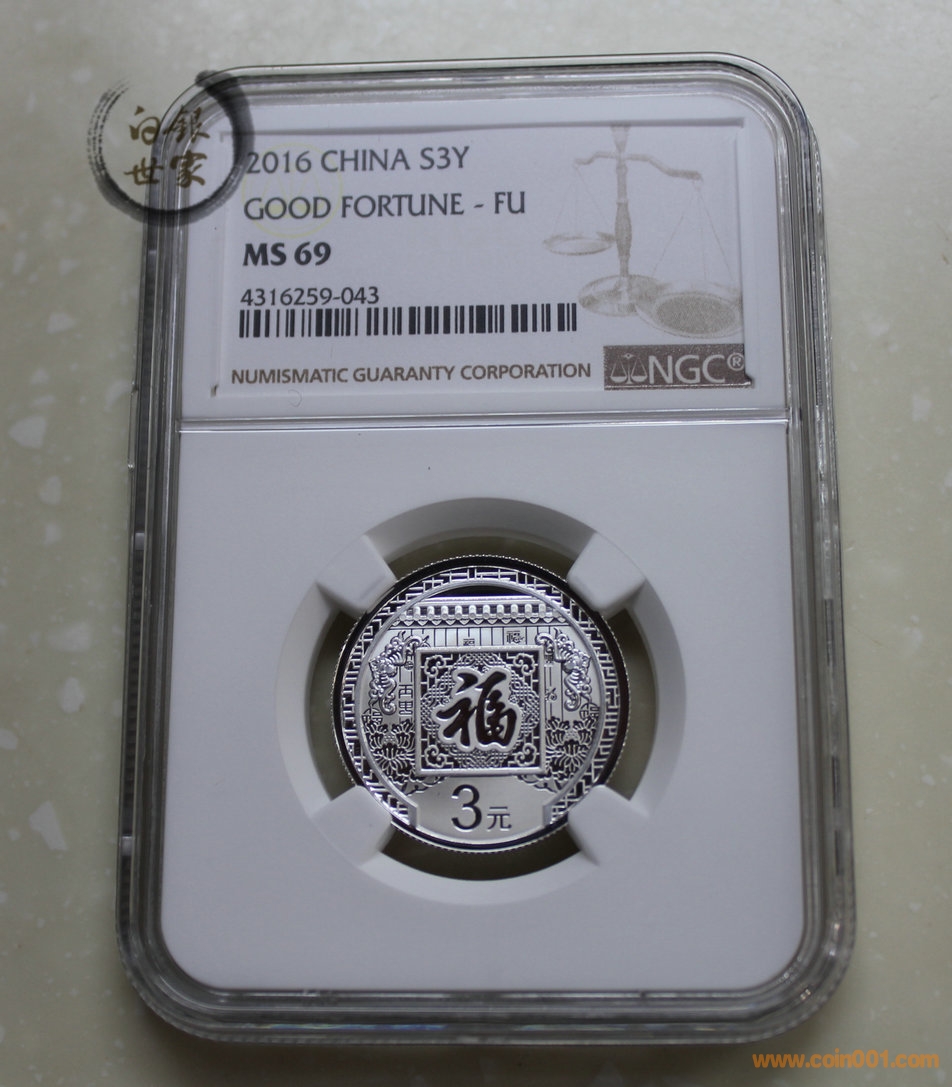 白银
世家
2016 CHINA S3Y
GOOD FORTUNE - FU
MS 69
4316259-043
NUMISMATIC GUARANTY CORPORATION
NGC®
福
3元
www.coin001.com